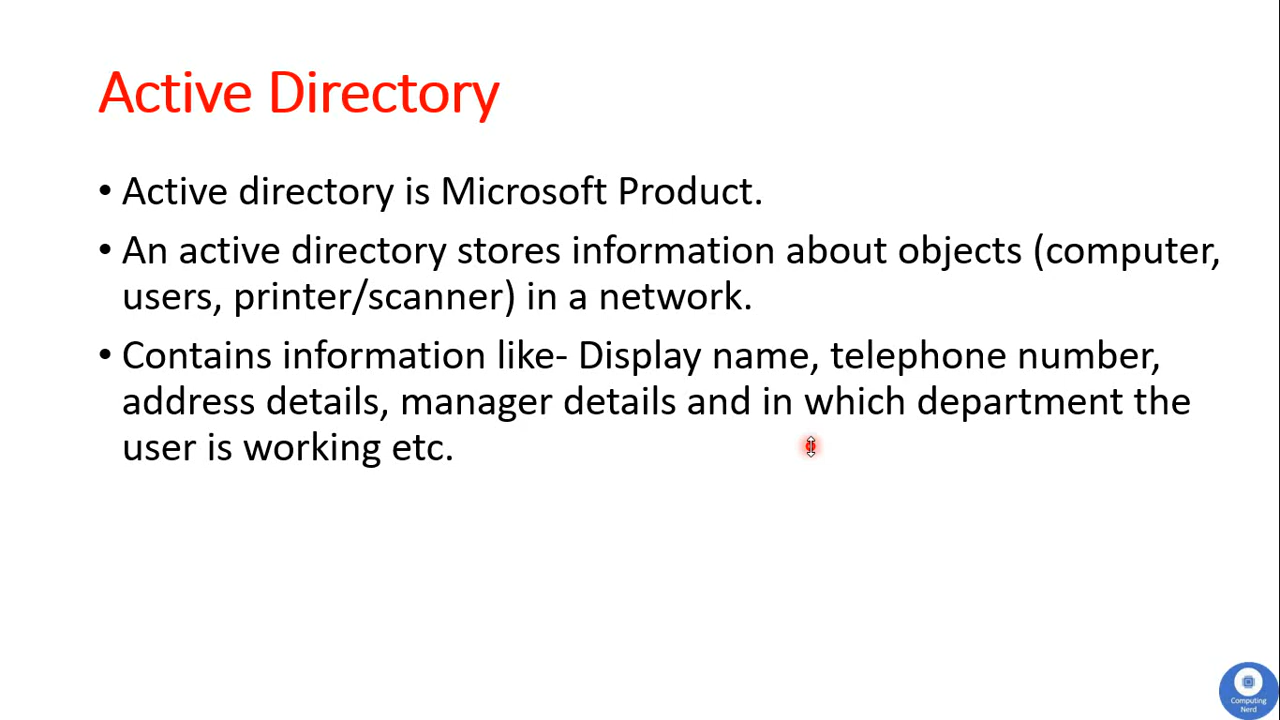 Active Directory
• Active directory is Microsoft Product.
• An active directory stores information about objects (computer,
users, printer/scanner) in a network.
• Contains information like- Display name, telephone number,
address details, manager details and in which department the
user is working etc.
Computing
Nerd